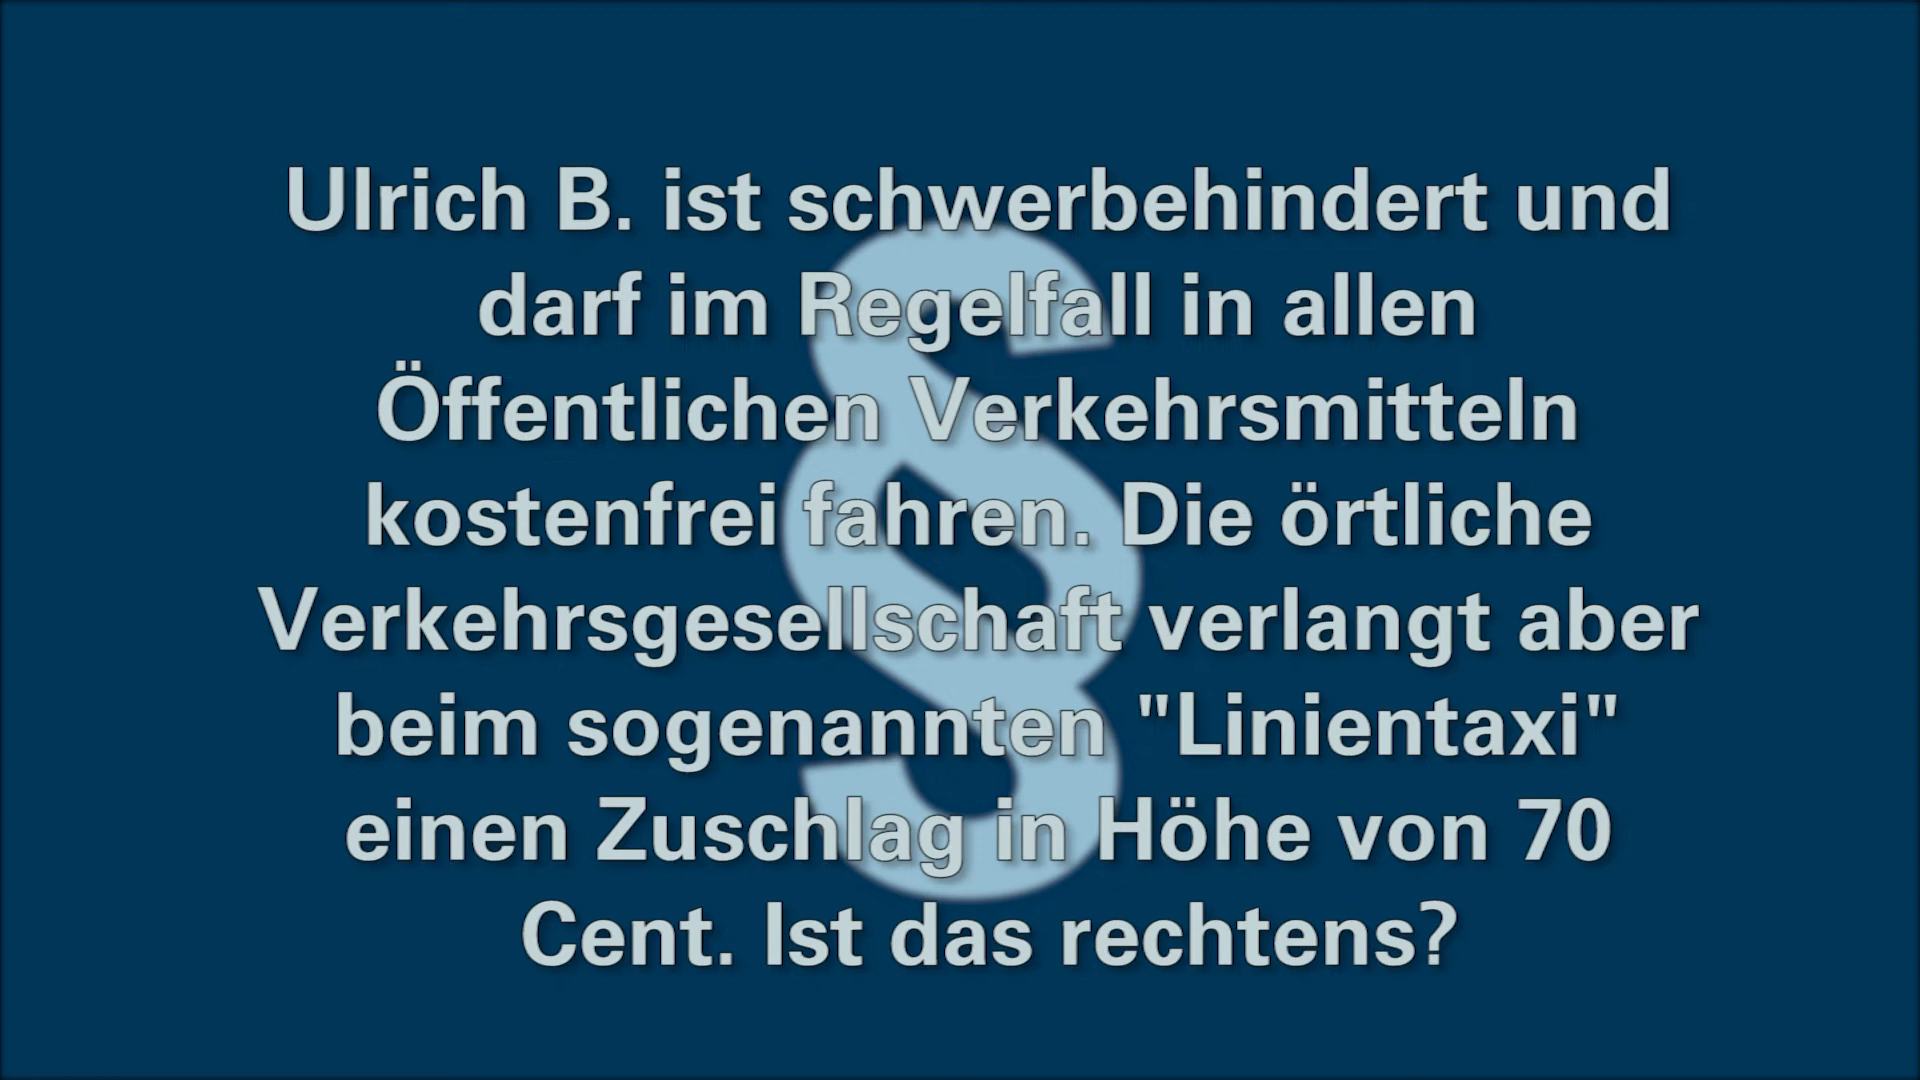 Ulrich B. ist schwerbehindert und
darf im Regelfall in allen
Öffentlichen Verkehrsmitteln
kostenfrei fahren. Die örtliche
Verkehrsgesellschaft verlangt aber
beim sogenannten "Linientaxi"
einen Zuschlag in Höhe von 70
Cent. Ist das rechtens?
§